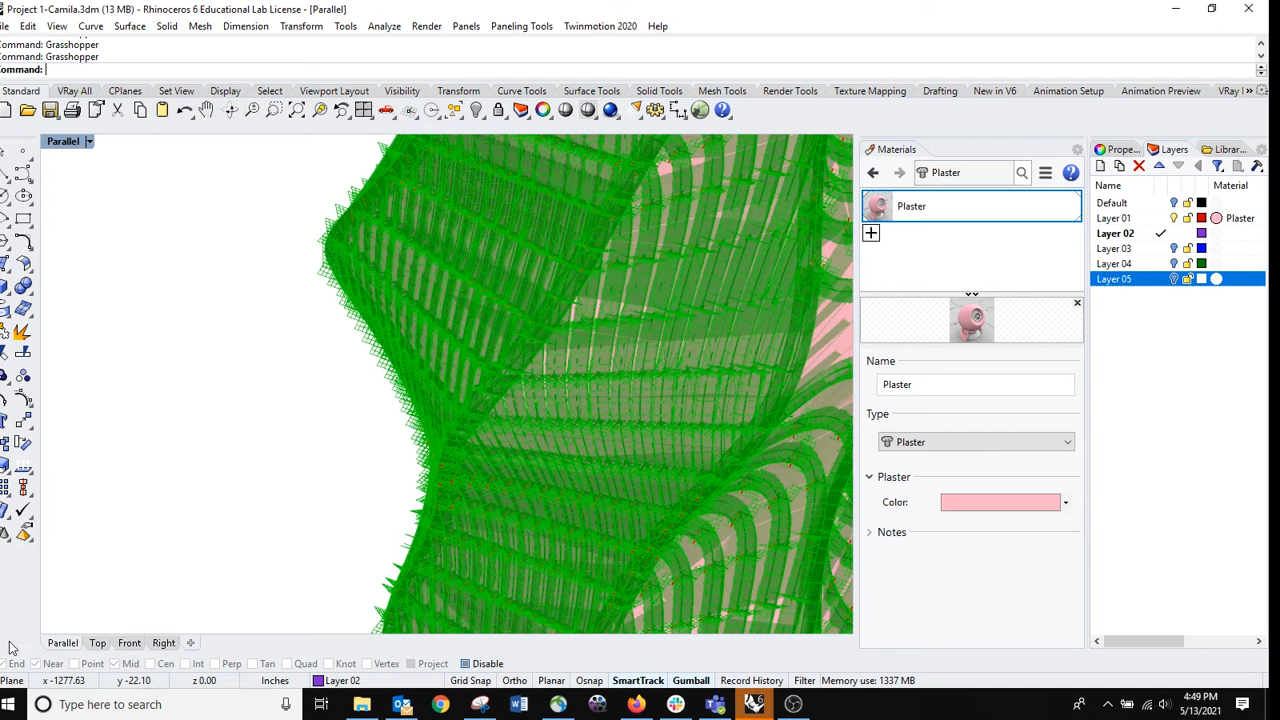 Project 1-Camila.3dm (13 MB) - Rhinoceros 6 Educational Lab License - [Parallel]
File Edit View Curve Surface Solid Mesh Dimension Transform Tools Analyze Render Panels Twinmotion 2020 Help
Command: Grasshopper
Command: Grasshopper
Command:
Standard VRay All CPlanes Set View Display Select Viewport Layout Visibility Transform Curve Tools Surface Tools Solid Tools Mesh Tools Render Tools Texture Mapping Drafting New in V6 Animation Setup Animation Preview VRay l »
Parallel
Materials
Prope... Layers Librar...
Plaster
Plaster
Name Material
Default
Layer 01 Plaster
Layer 02
Layer 03
Layer 04
Layer 05
Name
Plaster
Type
Plaster
Plaster
Color:
Notes
Parallel Top Front Right
End Near Point Mid Cen Int Perp Tan Quad Knot Vertex Project Disable
Plane x -1277.63 y -22.10 z 0.00 Inches Layer 02 Grid Snap Ortho Planar Osnap SmartTrack Gumball Record History Filter Memory use: 1337 MB
Type here to search
4:49 PM
5/13/2021